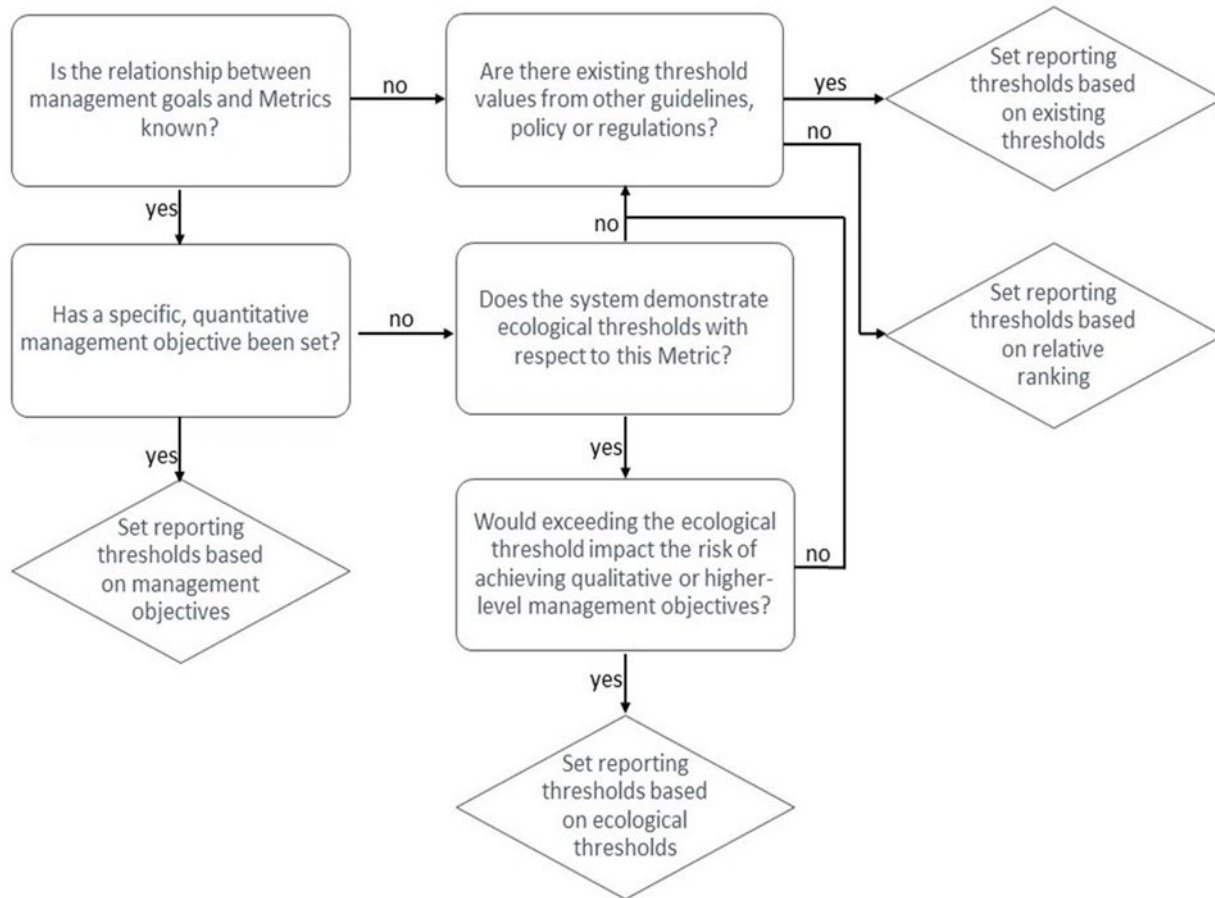 Is the relationship between
management goals and Metrics
known?
no
Are there existing threshold
values from other guidelines,
policy or regulations?
yes
Set reporting
thresholds based
on existing
thresholds
no
yes
no
Has a specific, quantitative
management objective been set?
no
Does the system demonstrate
ecological thresholds with
respect to this Metric?
Set reporting
thresholds based
on relative
ranking
yes
Set reporting
thresholds based
on management
objectives
yes
Would exceeding the ecological
threshold impact the risk of
achieving qualitative or higher-
level management objectives?
no
yes
Set reporting
thresholds based
on ecological
thresholds